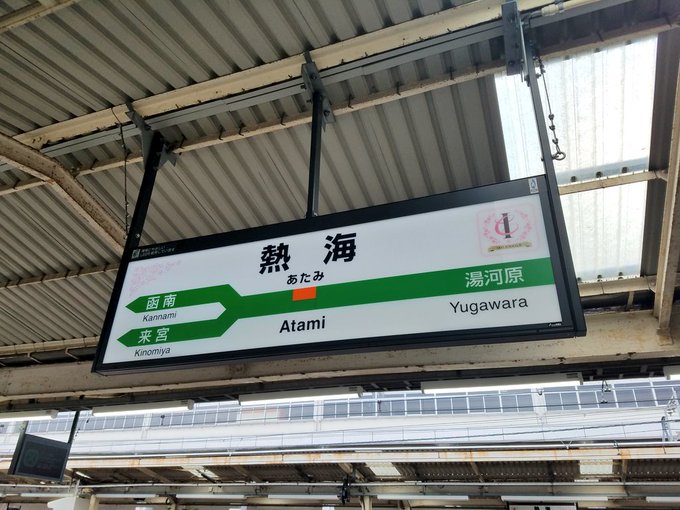 熱海
あたみ
Atami
函南
Kannami
来宮
Kinomiya
湯河原
Yugawara